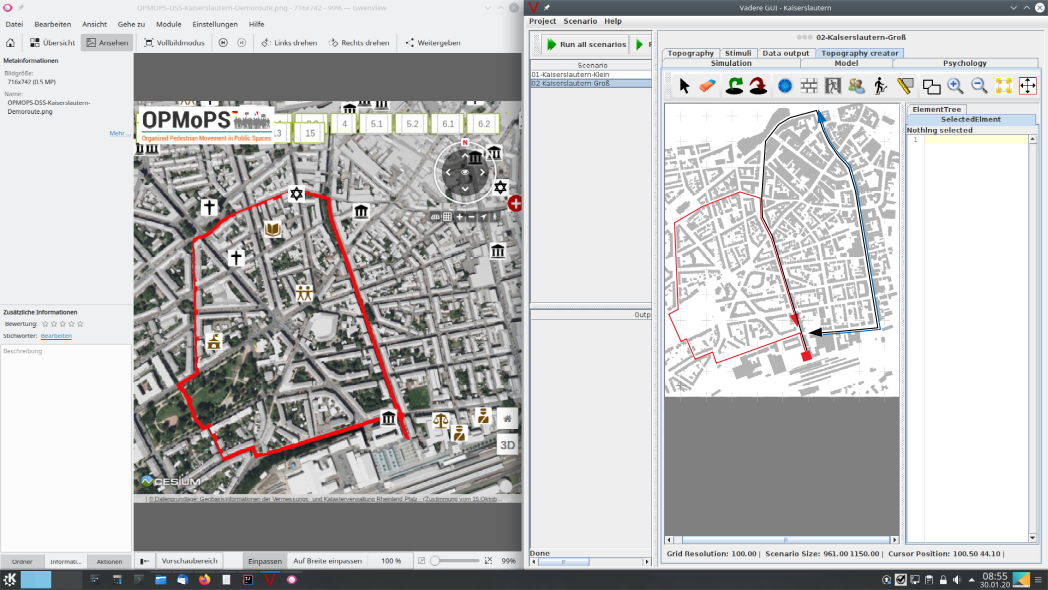 OPMOPS-DSS-Kaiserslautern-Demoroute.png - 99% — Gwenview
Datei Bearbeiten Ansicht Gehe zu Module Einstellungen Hilfe
Übersicht Ansehen Vollbildmodus Links drehen Rechts drehen Weitergeben
Metainformationen
Bildgröße:
716x742 (0.5 MP)
Name:
OPMOPS-DSS-Kaiserslautern-
Demoroute.png
Mehr ...
Zusätzliche Informationen
Bewertung:
Stichwörter: Bearbeiten
Beschreibung
Ordner Informati... Aktionen
OPMoPS
Organized Pedestrian Movement in Public Spaces
.3 15 4 5.1 5.2 6.1 6.2
N
3D
CESIUM
| © Datengrundlage: Geobasisinformationen der Vermessungs- und Katasterverwaltung Rheinland-Pfalz (Zustimmung vom 15.Oktob...
Vorschaubereich Einpassen Auf Breite einpassen 100 % 99%
Vadere GUI - Kaiserslautern
Project Scenario Help
Run all scenarios
Scenario
01-Kaiserslautern-Klein
02-Kaiserslautern-Groß
Outp
Done
02-Kaiserslautern-Groß
Topography Stimuli Data output Topography creator
Simulation Model Psychology
ElementTree
SelectedElment
Nothing selected
1
Grid Resolution: 100.00 | Scenario Size: 961.00 1150.00 | Cursor Position: 100.50 44.10 |
08:55
30.01.20